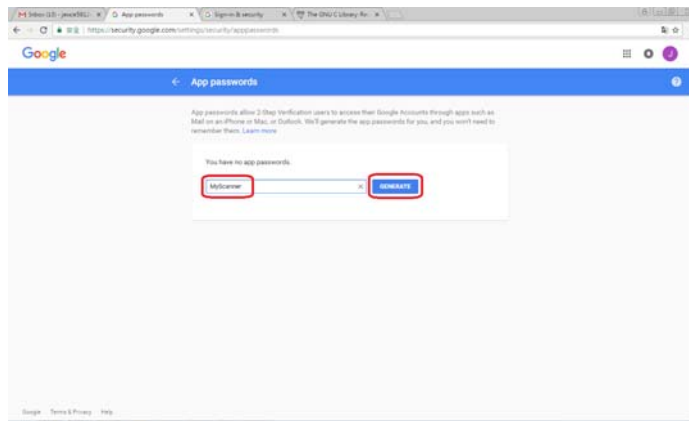 App passwords
Sign-in & security
The GNU C Library
https://security.google.com/settings/security/apppasswords
Google
J
App passwords
App passwords allow 2-Step Verification users to access their Google Accounts through apps such as
Mail on an iPhone or Mac, or Outlook. We'll generate the app passwords for you, and you won't need to
remember them. Learn more
You have no app passwords.
MyScanner
GENERATE
Google Terms & Privacy Help